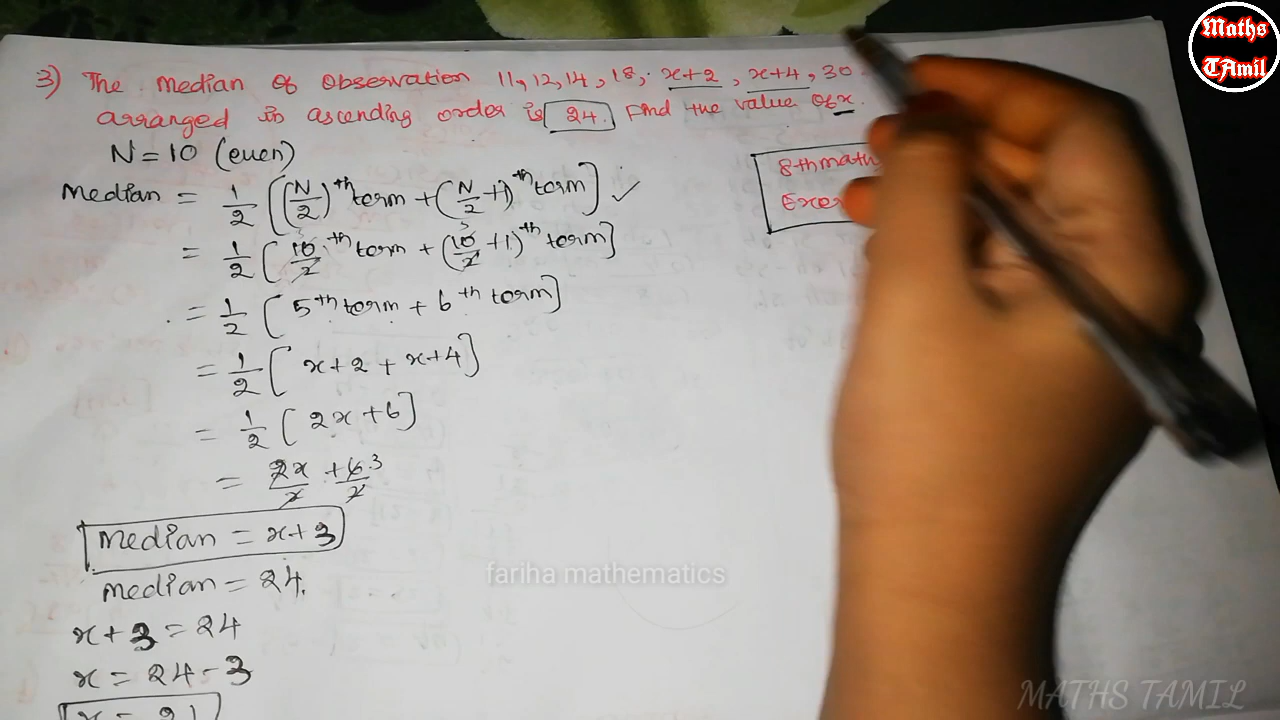 3) The median of observation 11, 12, 14, 18, x+2, x+4, 30
arranged in ascending order is 24. Find the value of x.
N = 10 (even)
8th math
Exer
Median = 1/2 [(N/2)th term + (N/2 + 1)th term] ✓
= 1/2 [10/2 th term + (10/2 + 1)th term]
= 1/2 [5th term + 6th term]
= 1/2 [x+2 + x+4]
= 1/2 [2x+6]
= 2x/2 + 6/2 3
median = x+3
median = 24.
x+3 = 24
x = 24-3
x = 21
Maths
TAmil
fariha mathematics
MATHS TAMIL